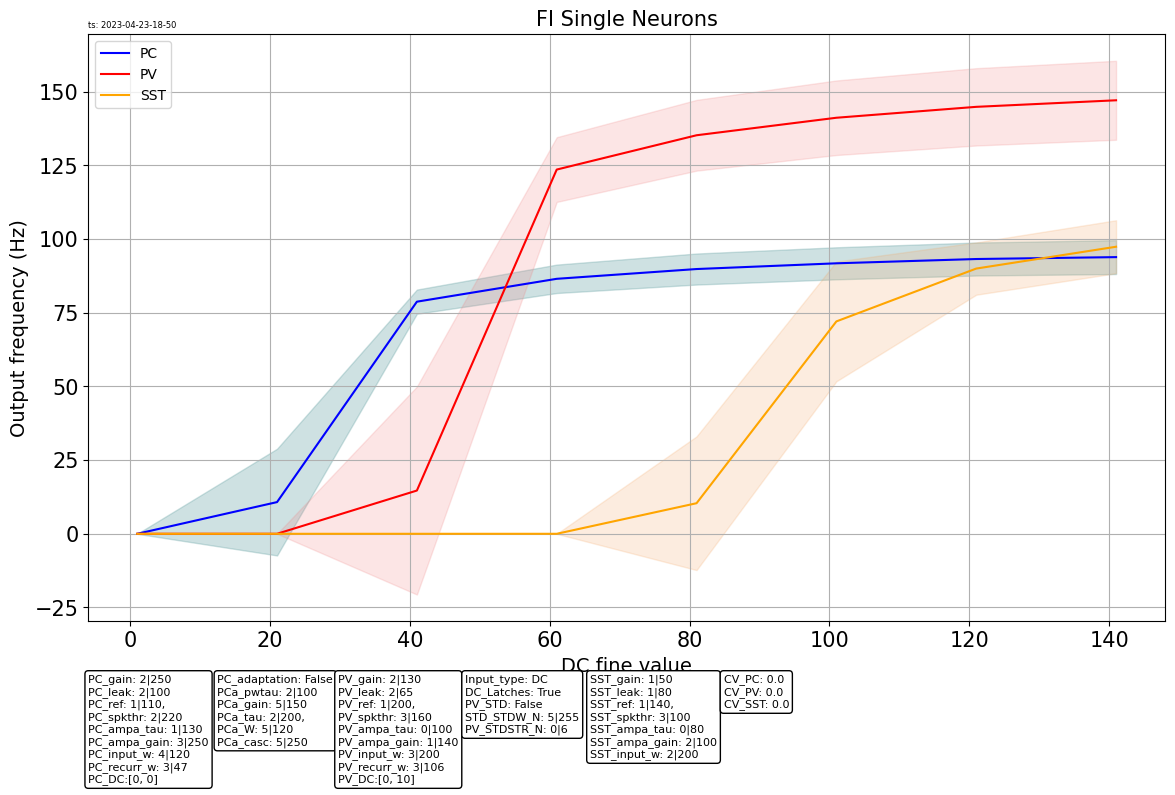 ts: 2023-04-23-18-50
FI Single Neurons
PC
PV
SST
Output frequency (Hz)
150
125
100
75
50
25
0
−25
0 20 40 60 80 100 120 140
DC fine value
PC_gain: 2|250
PC_leak: 2|100
PC_ref: 1|110,
PC_spkthr: 2|220
PC_ampa_tau: 1|130
PC_ampa_gain: 3|250
PC_input_w: 4|120
PC_recurr_w: 3|47
PC_DC:[0, 0]
PC_adaptation: False
PCa_pwtau: 2|100
PCa_gain: 5|150
PCa_tau: 2|200,
PCa_W: 5|120
PCa_casc: 5|250
PV_gain: 2|130
PV_leak: 2|65
PV_ref: 1|200,
PV_spkthr: 3|160
PV_ampa_tau: 0|100
PV_ampa_gain: 1|140
PV_input_w: 3|200
PV_recurr_w: 3|106
PV_DC:[0, 10]
Input_type: DC
DC_Latches: True
PV_STD: False
STD_STDW_N: 5|255
PV_STDSTR_N: 0|6
SST_gain: 1|50
SST_leak: 1|80
SST_ref: 1|140,
SST_spkthr: 3|100
SST_ampa_tau: 0|80
SST_ampa_gain: 2|100
SST_input_w: 2|200
CV_PC: 0.0
CV_PV: 0.0
CV_SST: 0.0